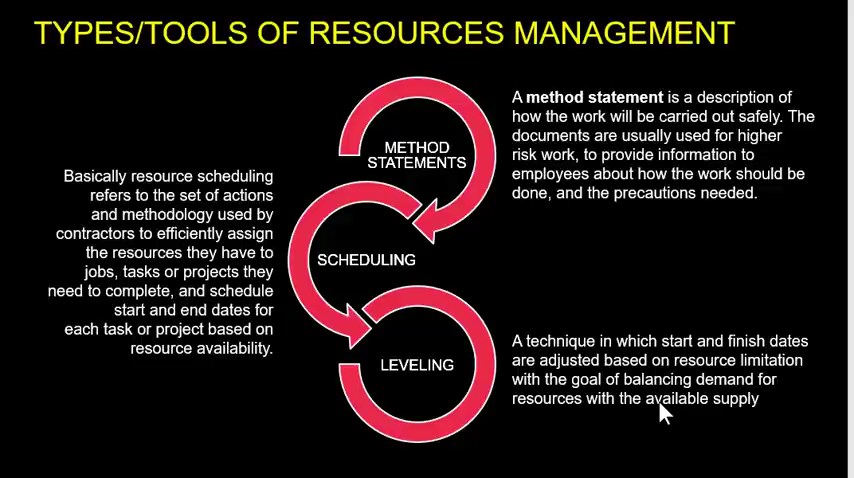 TYPES/TOOLS OF RESOURCES MANAGEMENT
METHOD
STATEMENTS
A method statement is a description of
how the work will be carried out safely. The
documents are usually used for higher
risk work, to provide information to
employees about how the work should be
done, and the precautions needed.
Basically resource scheduling
refers to the set of actions
and methodology used by
contractors to efficiently assign
the resources they have to
jobs, tasks or projects they
need to complete, and schedule
start and end dates for
each task or project based on
resource availability.
SCHEDULING
LEVELING
A technique in which start and finish dates
are adjusted based on resource limitation
with the goal of balancing demand for
resources with the available supply